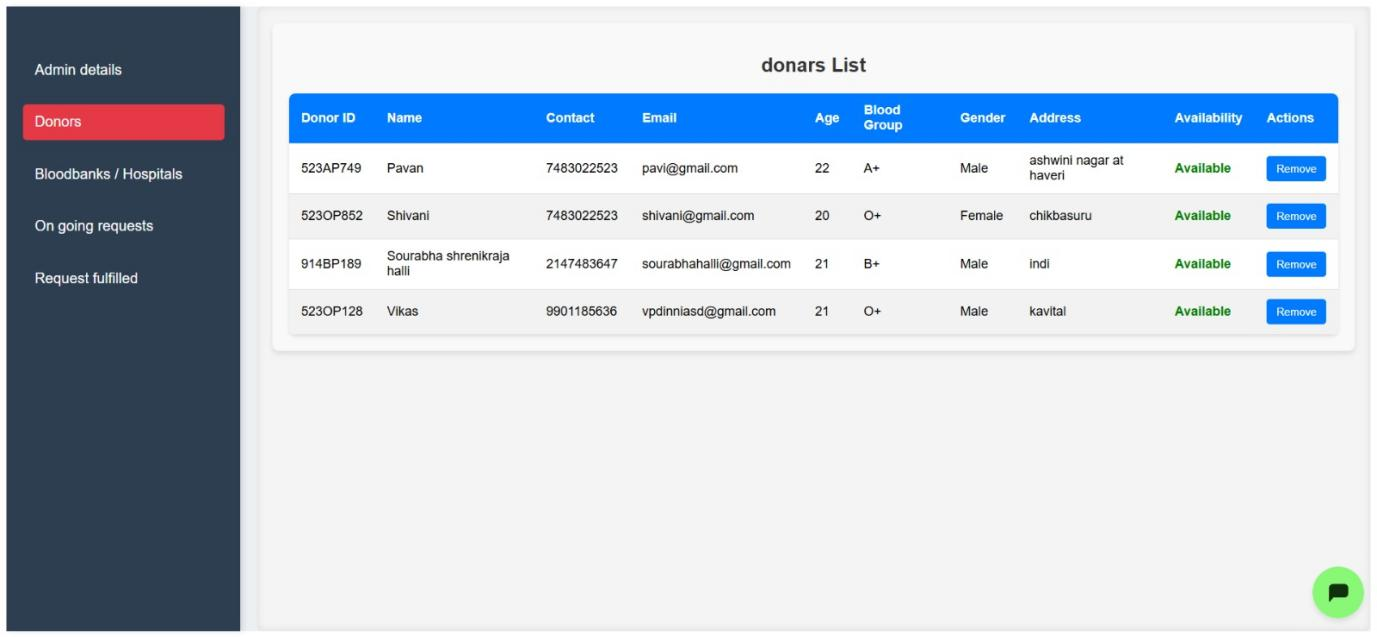 Admin details
Donors
Bloodbanks / Hospitals
On going requests
Request fulfilled
donars List
Donor ID Name Contact Email Age Blood Group Gender Address Availability Actions
523AP749 Pavan 7483022523 pavi@gmail.com 22 A+ Male ashwini nagar at haveri Available Remove
523OP852 Shivani 7483022523 shivani@gmail.com 20 O+ Female chikbasuru Available Remove
914BP189 Sourabha shrenikraja halli 2147483647 sourabhahalli@gmail.com 21 B+ Male indi Available Remove
523OP128 Vikas 9901185636 vpdinniasd@gmail.com 21 O+ Male kavital Available Remove